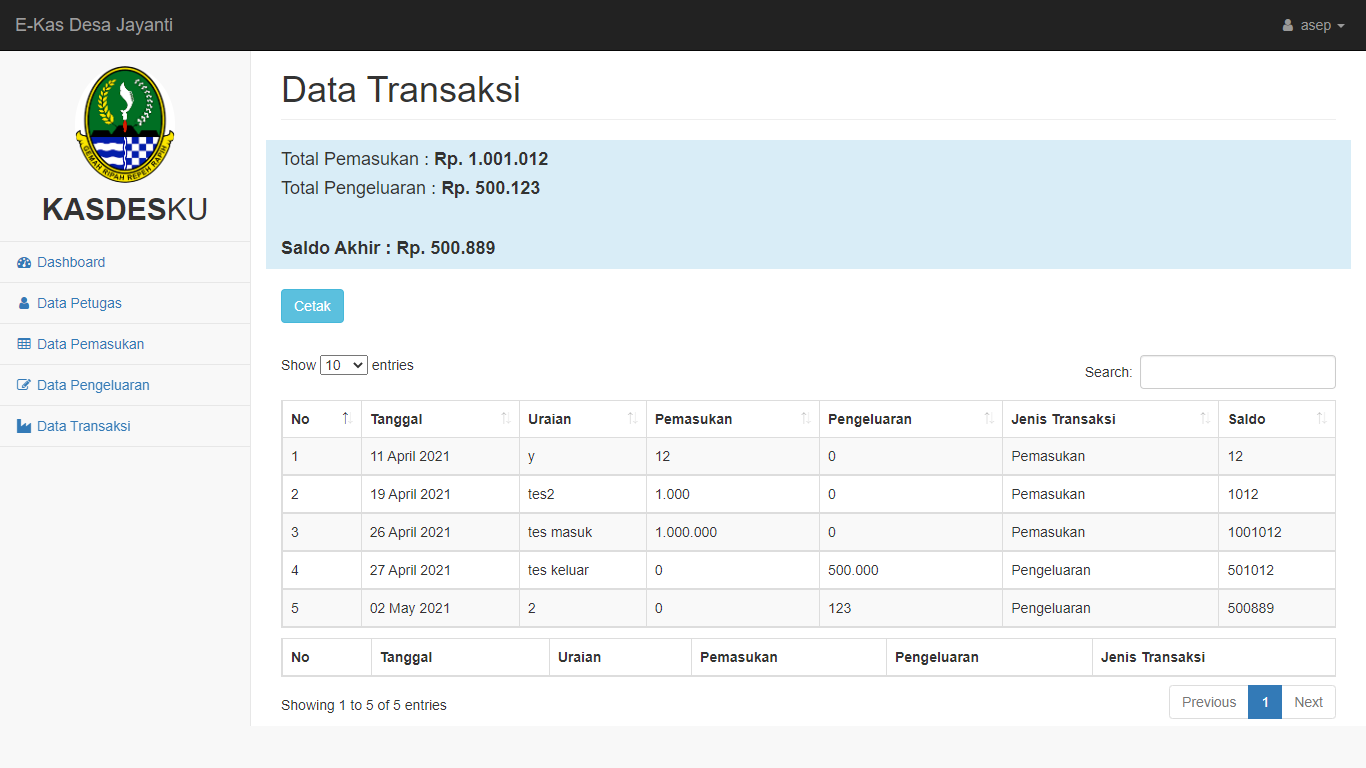 E-Kas Desa Jayanti
asep
GEMAH RIPAH REPEH RAPIH
KASDESKU
Dashboard
Data Petugas
Data Pemasukan
Data Pengeluaran
Data Transaksi
Data Transaksi
Total Pemasukan : Rp. 1.001.012
Total Pengeluaran : Rp. 500.123
Saldo Akhir : Rp. 500.889
Cetak
Show 10 entries
Search:
No Tanggal Uraian Pemasukan Pengeluaran Jenis Transaksi Saldo
1 11 April 2021 y 12 0 Pemasukan 12
2 19 April 2021 tes2 1.000 0 Pemasukan 1012
3 26 April 2021 tes masuk 1.000.000 0 Pemasukan 1001012
4 27 April 2021 tes keluar 0 500.000 Pengeluaran 501012
5 02 May 2021 2 0 123 Pengeluaran 500889
No Tanggal Uraian Pemasukan Pengeluaran Jenis Transaksi
Showing 1 to 5 of 5 entries
Previous 1 Next